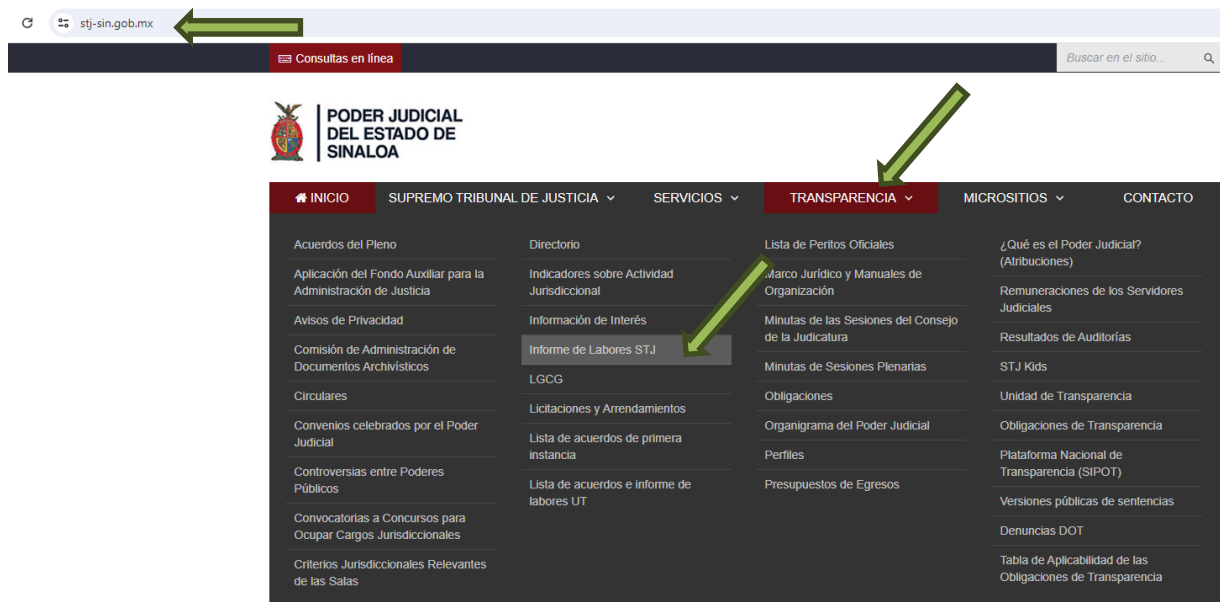 stj-sin.gob.mx
Consultas en línea
Buscar en el sitio...
PODER JUDICIAL
DEL ESTADO DE
SINALOA
INICIO SUPREMO TRIBUNAL DE JUSTICIA SERVICIOS TRANSPARENCIA MICROSITIOS CONTACTO
Acuerdos del Pleno
Aplicación del Fondo Auxiliar para la
Administración de Justicia
Avisos de Privacidad
Comisión de Administración de
Documentos Archivísticos
Circulares
Convenios celebrados por el Poder
Judicial
Controversias entre Poderes
Públicos
Convocatorias a Concursos para
Ocupar Cargos Jurisdiccionales
Criterios Jurisdiccionales Relevantes
de las Salas
Directorio
Indicadores sobre Actividad
Jurisdiccional
Información de Interés
Informe de Labores STJ
LGCG
Licitaciones y Arrendamientos
Lista de acuerdos de primera
instancia
Lista de acuerdos e informe de
labores UT
Lista de Peritos Oficiales
Marco Jurídico y Manuales de
Organización
Minutas de las Sesiones del Consejo
de la Judicatura
Minutas de Sesiones Plenarias
Obligaciones
Organigrama del Poder Judicial
Perfiles
Presupuestos de Egresos
¿Qué es el Poder Judicial?
(Atribuciones)
Remuneraciones de los Servidores
Judiciales
Resultados de Auditorías
STJ Kids
Unidad de Transparencia
Obligaciones de Transparencia
Plataforma Nacional de
Transparencia (SIPOT)
Versiones públicas de sentencias
Denuncias DOT
Tabla de Aplicabilidad de las
Obligaciones de Transparencia